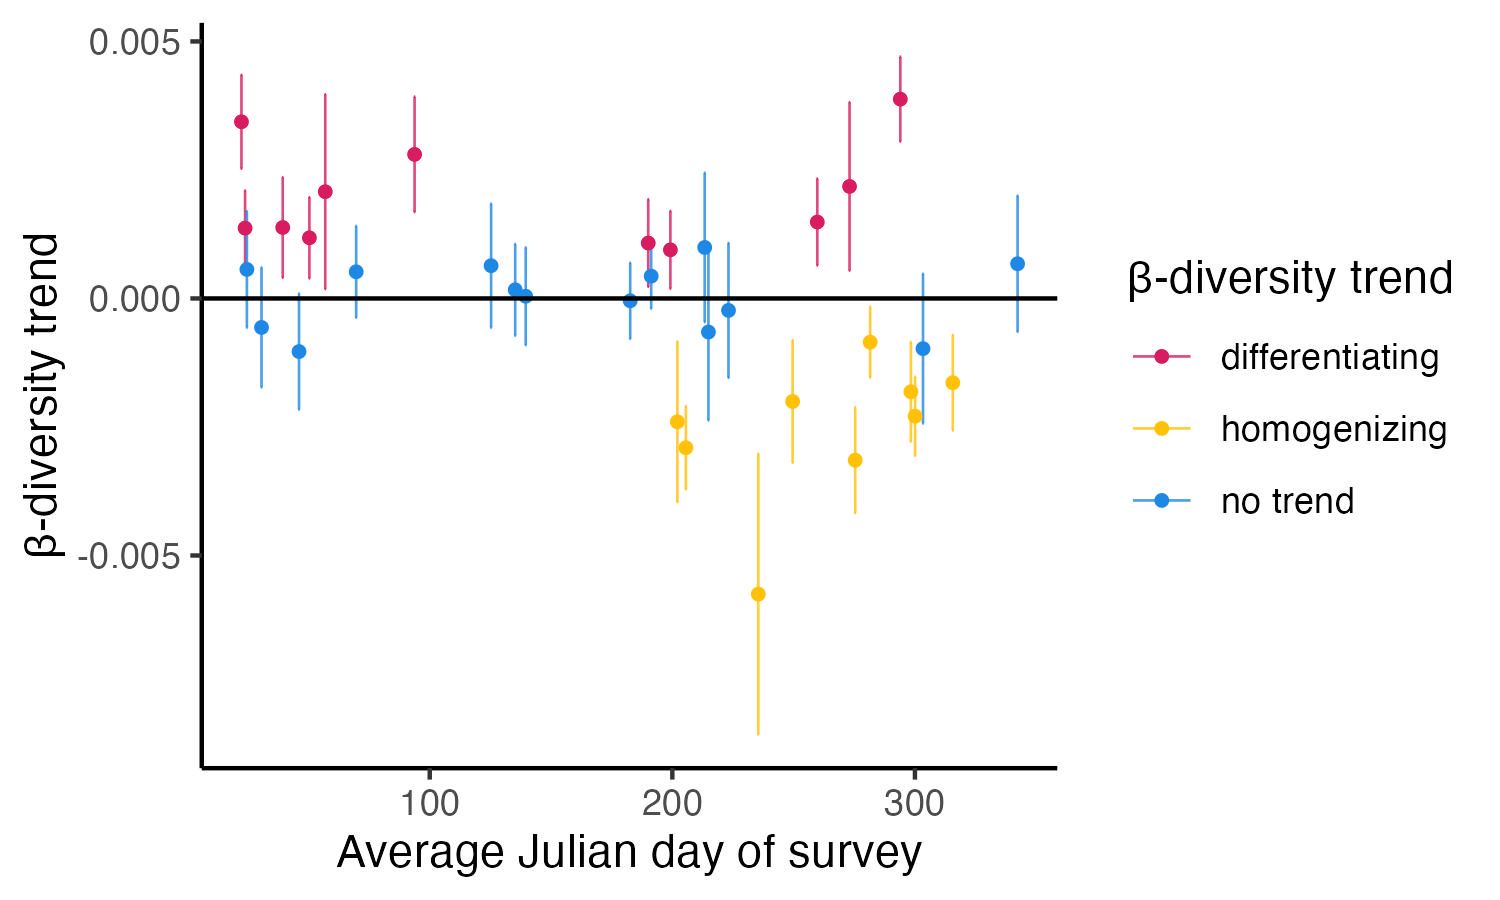 0.005
0.000
-0.005
β-diversity trend
100
200
300
Average Julian day of survey
β-diversity trend
differentiating
homogenizing
no trend